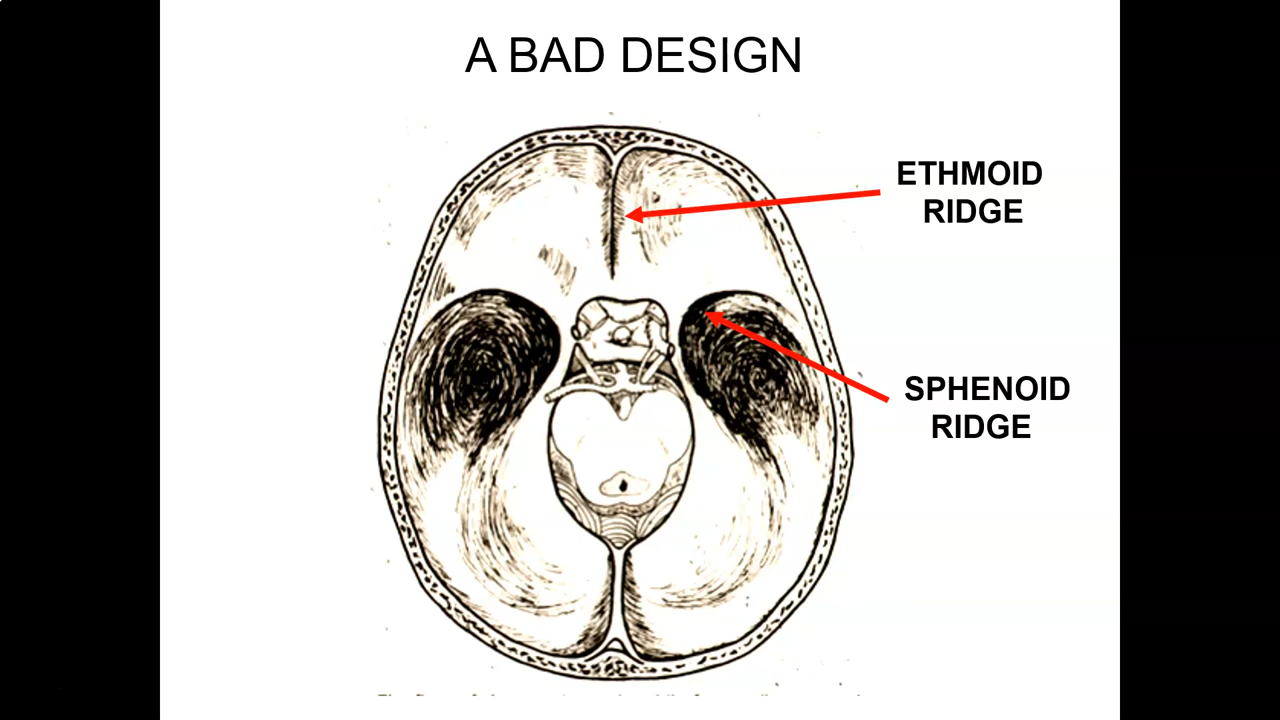 A BAD DESIGN
ETHMOID
RIDGE
SPHENOID
RIDGE